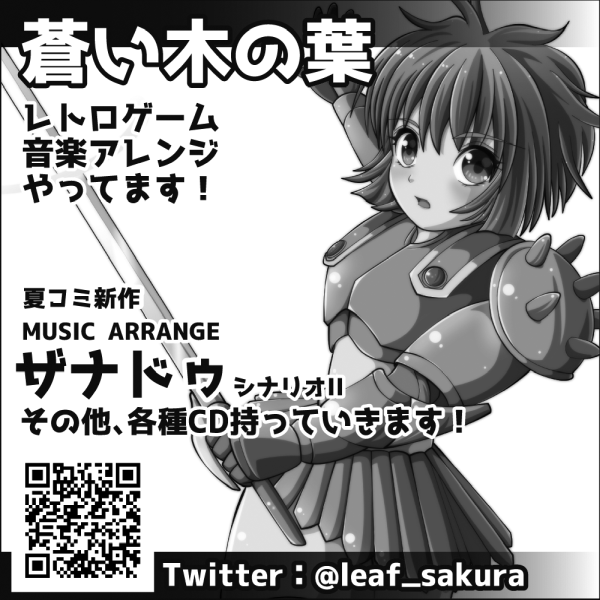 蒼い木の葉
レトロゲーム
音楽アレンジ
やってます！
夏コミ新作
MUSIC ARRANGE
ザナドゥ シナリオII
その他、各種CD持っていきます！
Twitter：@leaf_sakura